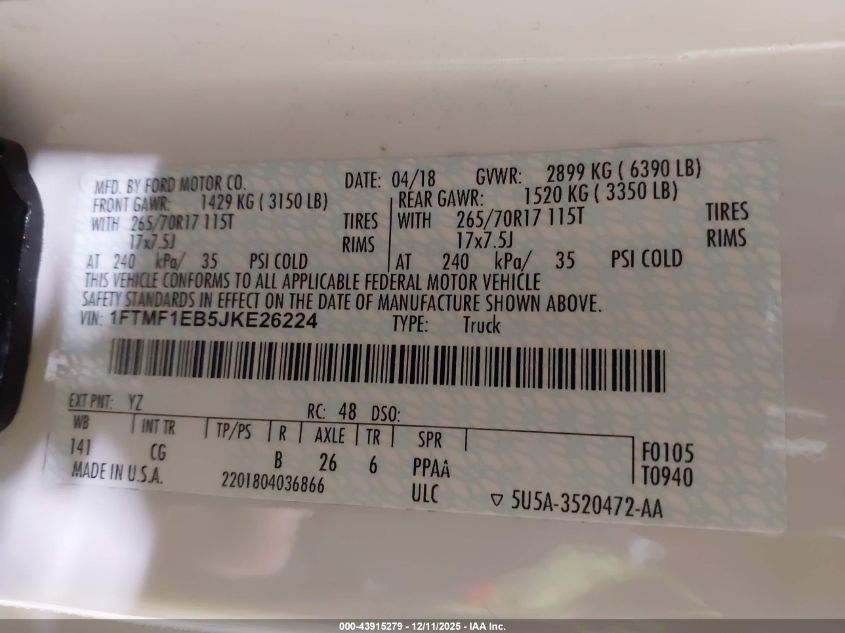 MFD. BY FORD MOTOR CO. DATE: 04/18 GVWR: 2899 KG ( 6390 LB)
FRONT GAWR: 1429 KG ( 3150 LB) REAR GAWR: 1520 KG ( 3350 LB)
WITH 265/70R17 115T TIRES WITH 265/70R17 115T TIRES
17x7.5J RIMS 17x7.5J RIMS
AT 240 kPa/ 35 PSI COLD AT 240 kPa/ 35 PSI COLD
THIS VEHICLE CONFORMS TO ALL APPLICABLE FEDERAL MOTOR VEHICLE
SAFETY STANDARDS IN EFFECT ON THE DATE OF MANUFACTURE SHOWN ABOVE.
VIN: 1FTMF1EB5JKE26224 TYPE: Truck
EXT PNT: YZ RC: 48 DSO:
WB INT TR TP/PS R AXLE TR SPR F0105
141 CG B 26 6 PPAA T0940
MADE IN U.S.A. 2201804036866 ULC 5U5A-3520472-AA
000-43915279 - 12/11/2025 - IAA Inc.